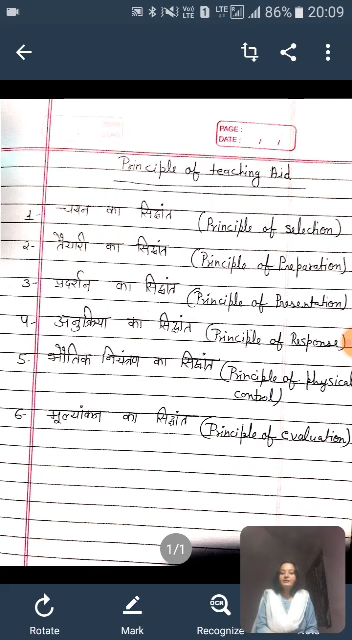 86% 20:09
PAGE:
DATE: / /
Principle of teaching Aid
1- चयन का सिद्धांत (Principle of selection)
2- तैयारी का सिद्धांत (Principle of Preparation)
3- प्रदर्शन का सिद्धांत (Principle of Presentation)
4- अनुक्रिया का सिद्धांत (Principle of Response)
5- भौतिक नियंत्रण का सिद्धांत (Principle of physical
control)
6- मूल्यांकन का सिद्धांत (Principle of evaluation)
1/1
OCR
Rotate Mark Recognize